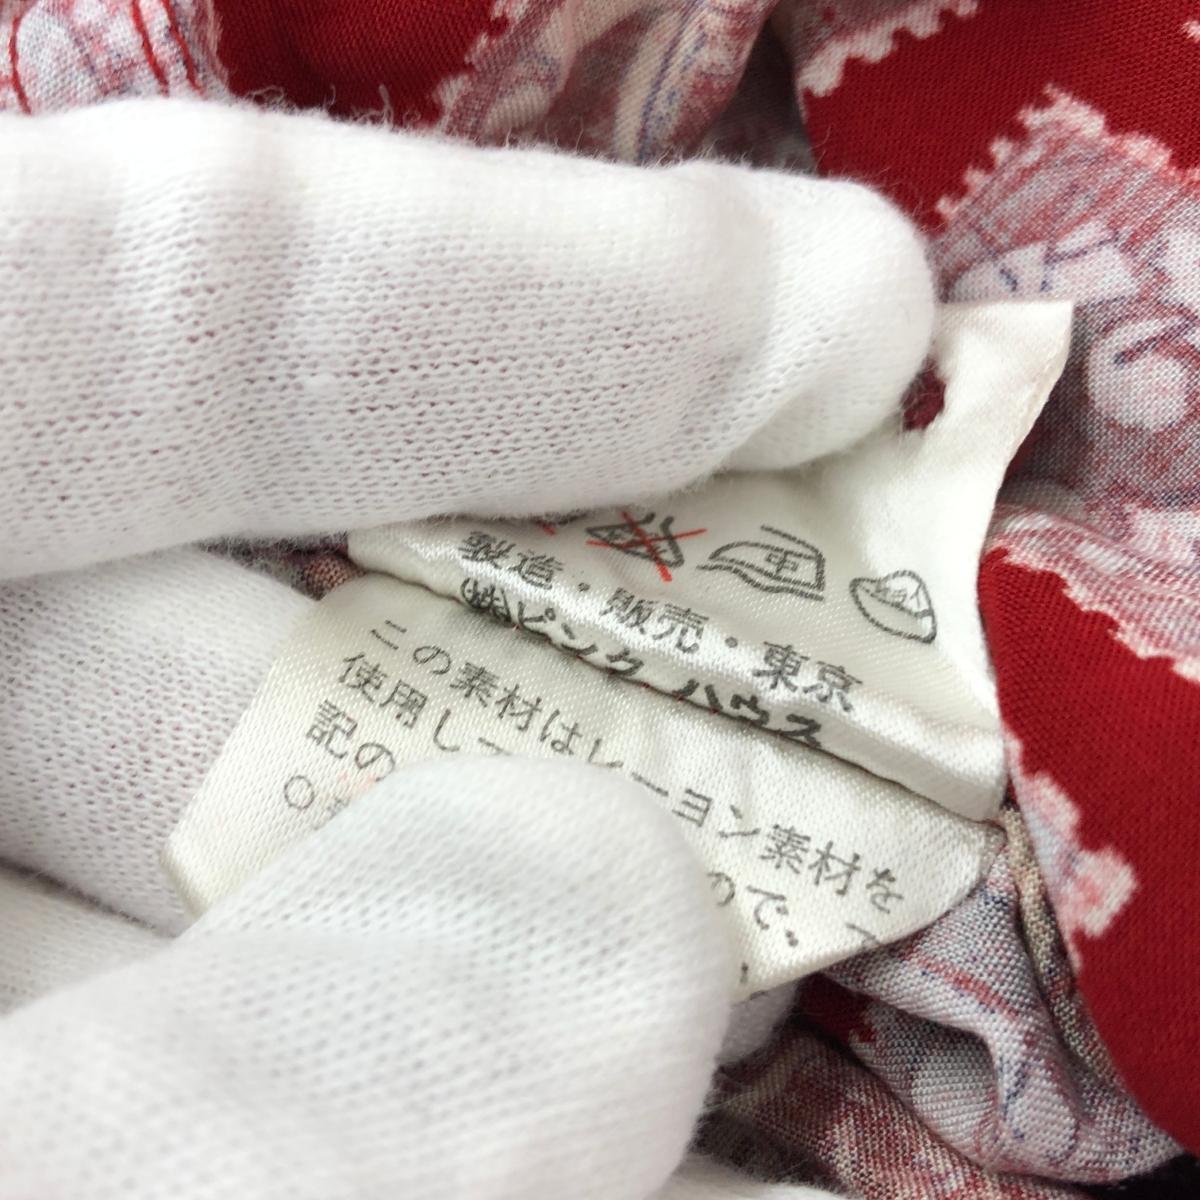 中
製造・販売・東京
㈱ピンク ハウス
この素材はレーヨン素材を
使用し
記の
ので、